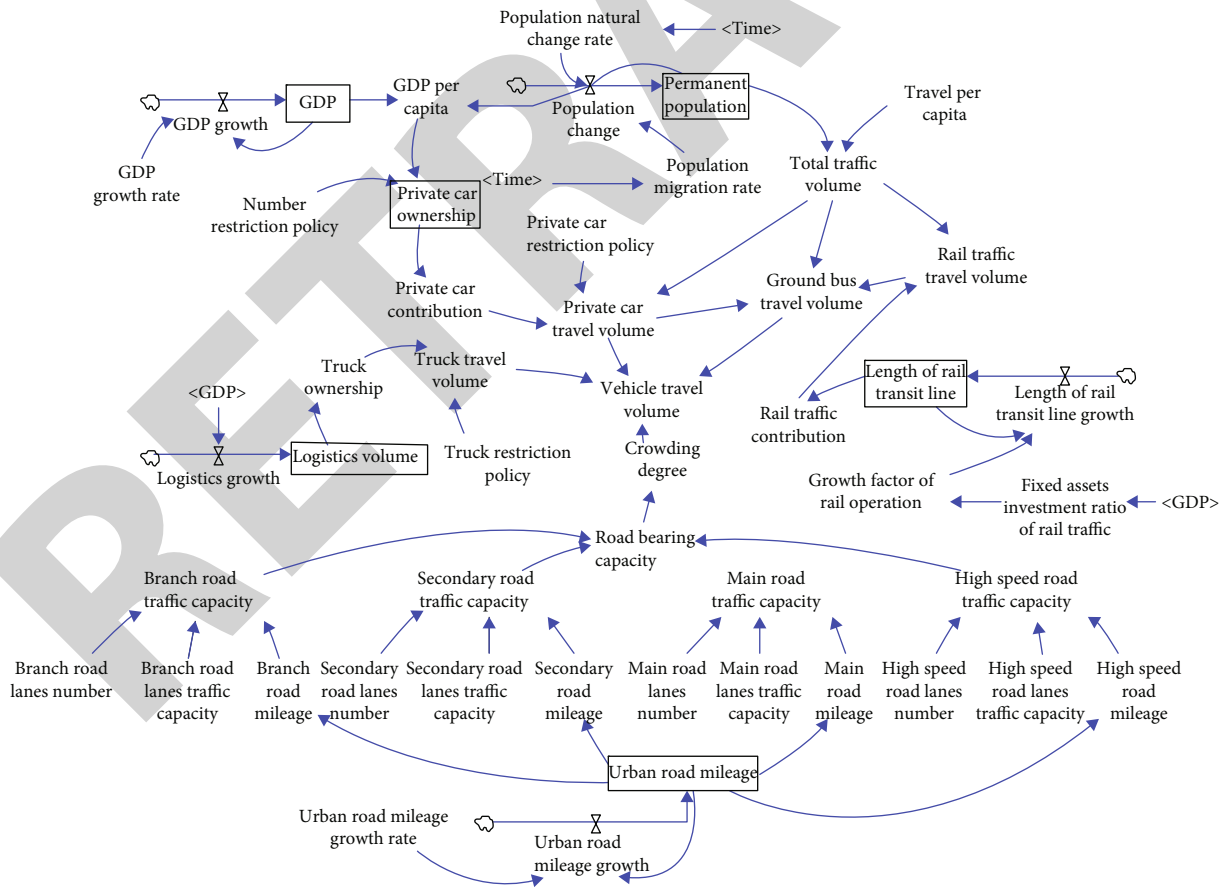 Population natural
change rate
<Time>
GDP
GDP per
capita
Permanent
population
Travel per
capita
GDP growth
Population
change
GDP
growth rate
Population
migration rate
Total traffic
volume
<Time>
Number
restriction policy
Private car
ownership
Private car
restriction policy
Rail traffic
travel volume
Private car
contribution
Private car
travel volume
Ground bus
travel volume
Truck
ownership
Truck travel
volume
Vehicle travel
volume
Length of rail
transit line
Length of rail
transit line growth
<GDP>
Rail traffic
contribution
Logistics growth
Logistics volume
Truck restriction
policy
Crowding
degree
Growth factor of
rail operation
Fixed assets
investment ratio
of rail traffic
<GDP>
Road bearing
capacity
Branch road
traffic capacity
Secondary road
traffic capacity
Main road
traffic capacity
High speed road
traffic capacity
Branch road
lanes number
Branch road
lanes traffic
capacity
Branch
road
mileage
Secondary
road lanes
number
Secondary road
lanes traffic
capacity
Secondary
road
mileage
Main road
lanes
number
Main road
lanes traffic
capacity
Main
road
mileage
High speed
road lanes
number
High speed
road lanes
traffic capacity
High speed
road
mileage
Urban road mileage
Urban road mileage
growth rate
Urban road
mileage growth
RETRA